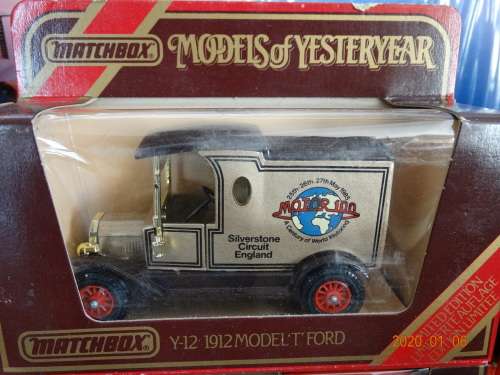 MATCHBOX
MODELS of YESTERYEAR
25th-26th-27th May 1985
MOTOR 100
A Century of World Motoring
Silverstone
Circuit
England
MATCHBOX
Y-12 1912 MODEL 'T' FORD
LIMITED EDITION
2020. 01. 06